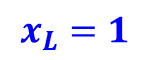 x_L = 1